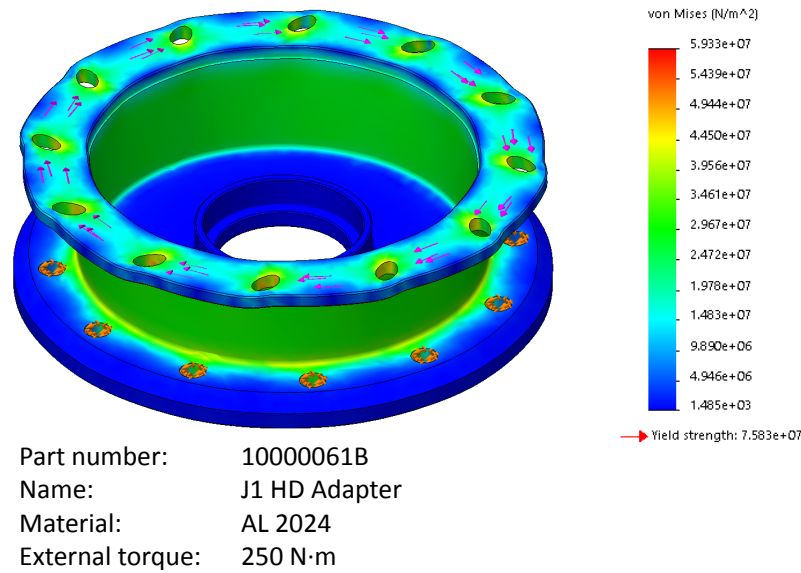 von Mises (N/m^2)
5.933e+07
5.439e+07
4.944e+07
4.450e+07
3.956e+07
3.461e+07
2.967e+07
2.472e+07
1.978e+07
1.483e+07
9.890e+06
4.946e+06
1.485e+03
Yield strength: 7.583e+07
Part number: 10000061B
Name: J1 HD Adapter
Material: AL 2024
External torque: 250 N·m